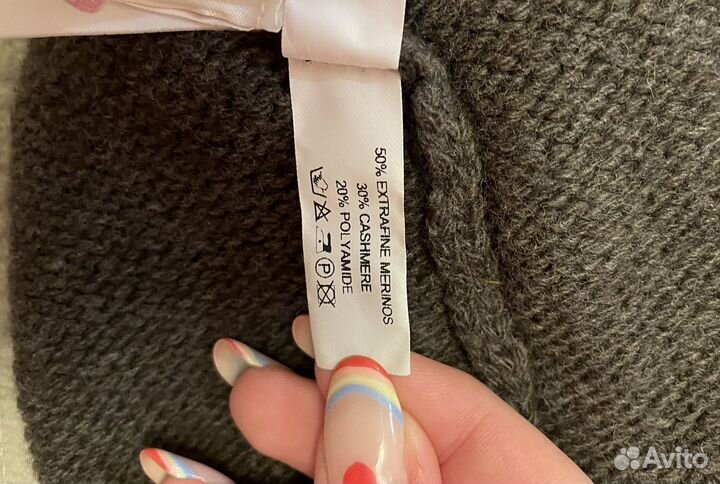 50% EXTRAFINE MERINOS
30% CASHMERE
20% POLYAMIDE
P
Avito